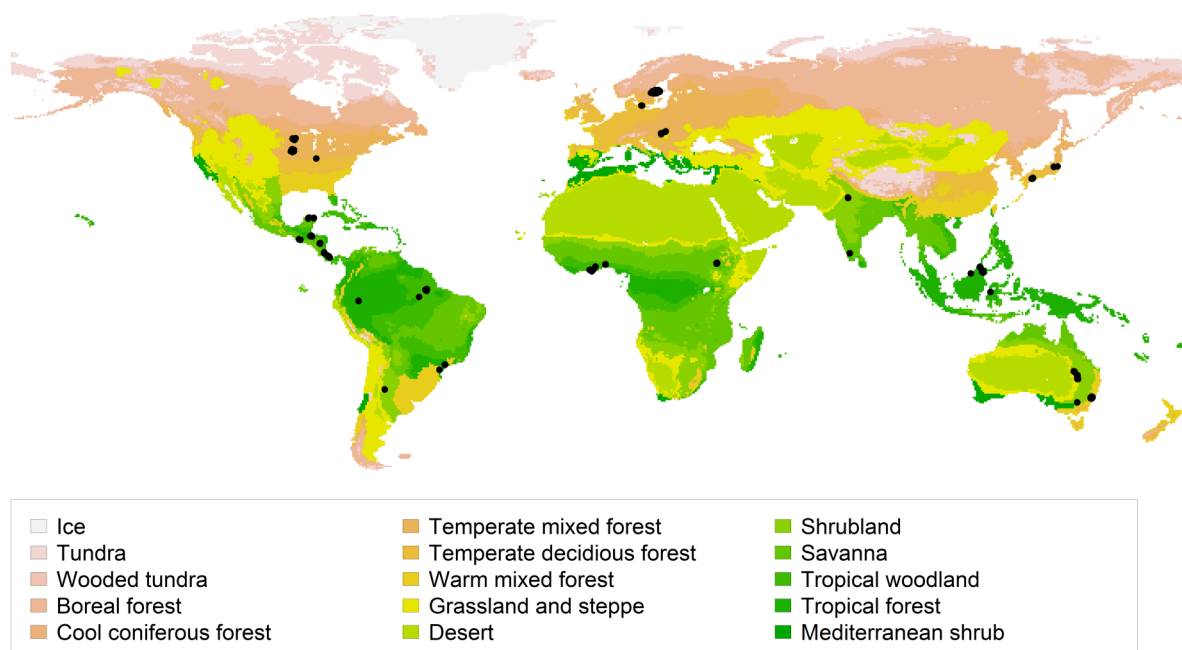 Ice
Tundra
Wooded tundra
Boreal forest
Cool coniferous forest
Temperate mixed forest
Temperate decidious forest
Warm mixed forest
Grassland and steppe
Desert
Shrubland
Savanna
Tropical woodland
Tropical forest
Mediterranean shrub